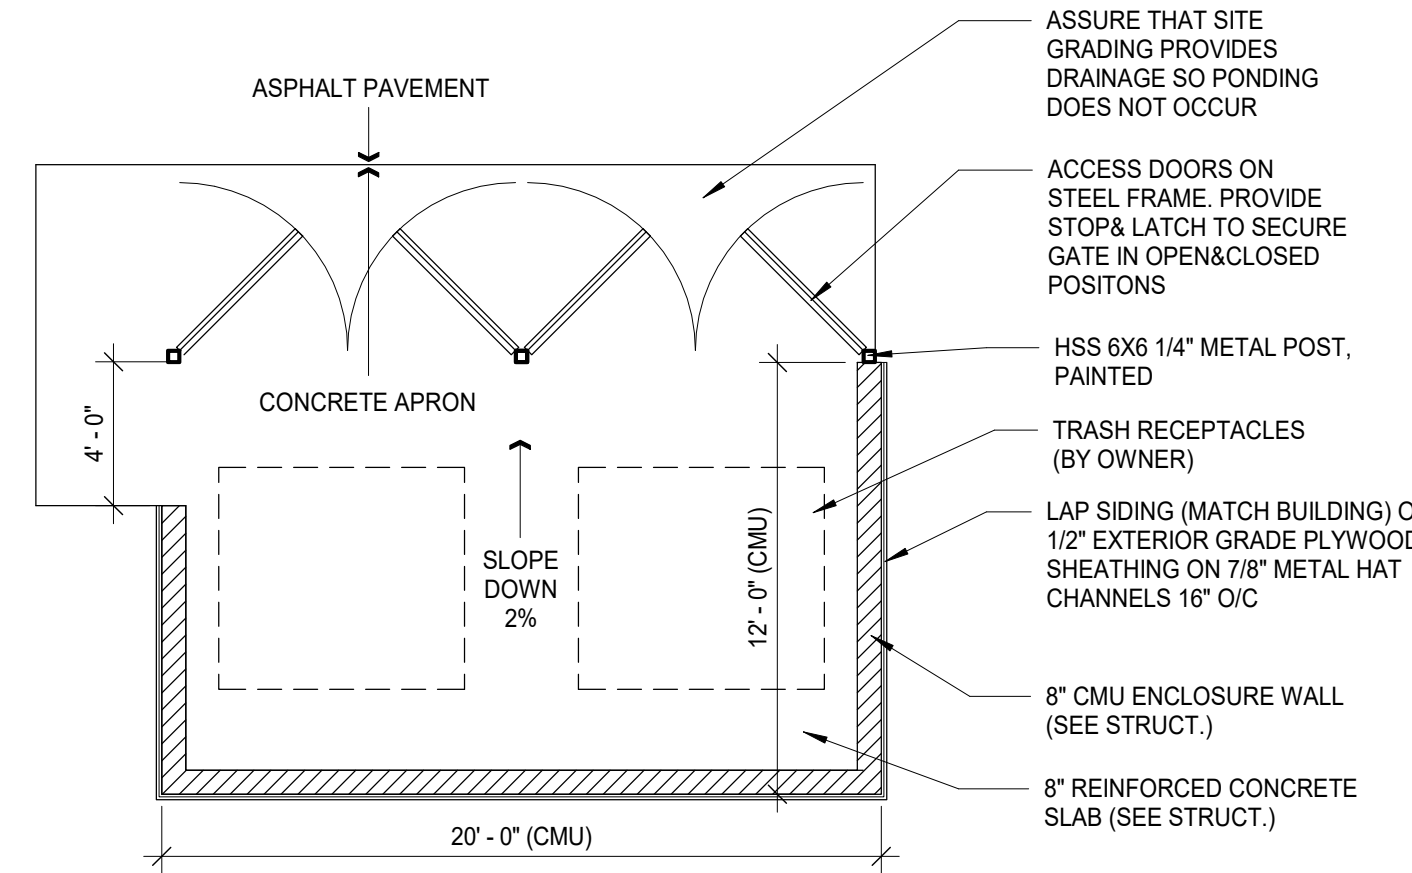 ASPHALT PAVEMENT
CONCRETE APRON
4' - 0"
SLOPE
DOWN
2%
12' - 0" (CMU)
20' - 0" (CMU)
ASSURE THAT SITE
GRADING PROVIDES
DRAINAGE SO PONDING
DOES NOT OCCUR
ACCESS DOORS ON
STEEL FRAME. PROVIDE
STOP& LATCH TO SECURE
GATE IN OPEN&CLOSED
POSITONS
HSS 6X6 1/4" METAL POST,
PAINTED
TRASH RECEPTACLES
(BY OWNER)
LAP SIDING (MATCH BUILDING)
1/2" EXTERIOR GRADE PLYWOOD
SHEATHING ON 7/8" METAL HAT
CHANNELS 16" O/C
8" CMU ENCLOSURE WALL
(SEE STRUCT.)
8" REINFORCED CONCRETE
SLAB (SEE STRUCT.)